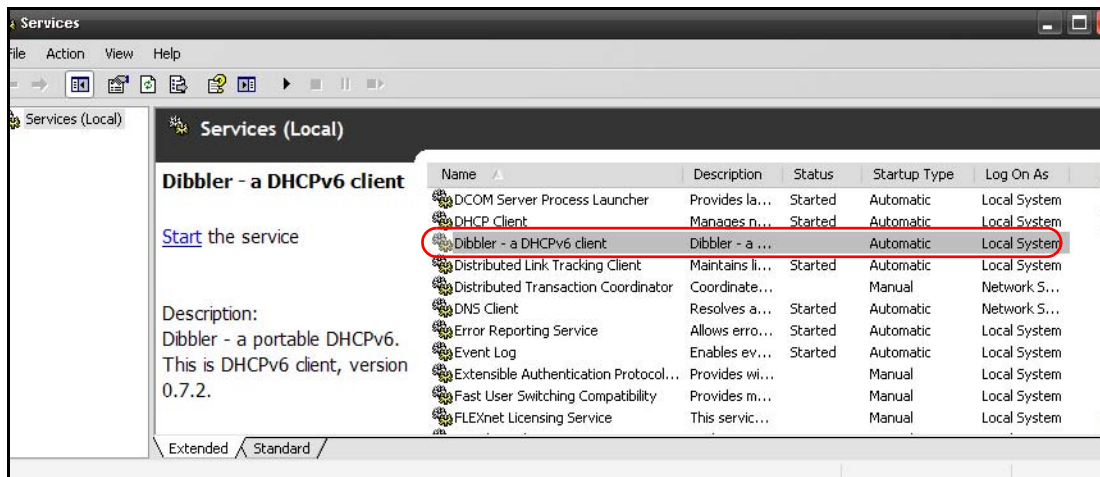 Services
File Action View Help
Services (Local)
Services (Local)
Dibbler - a DHCPv6 client
Start the service
Description:
Dibbler - a portable DHCPv6.
This is DHCPv6 client, version
0.7.2.
Name Description Status Startup Type Log On As
DCOM Server Process Launcher Provides la... Started Automatic Local System
DHCP Client Manages n... Started Automatic Local System
Dibbler - a DHCPv6 client Dibbler - a ... Automatic Local System
Distributed Link Tracking Client Maintains li... Started Automatic Local System
Distributed Transaction Coordinator Coordinate... Manual Network S...
DNS Client Resolves a... Started Automatic Network S...
Error Reporting Service Allows erro... Started Automatic Local System
Event Log Enables ev... Started Automatic Local System
Extensible Authentication Protocol... Provides wi... Manual Local System
Fast User Switching Compatibility Provides m... Manual Local System
FLEXnet Licensing Service This servic... Manual Local System
Extended Standard